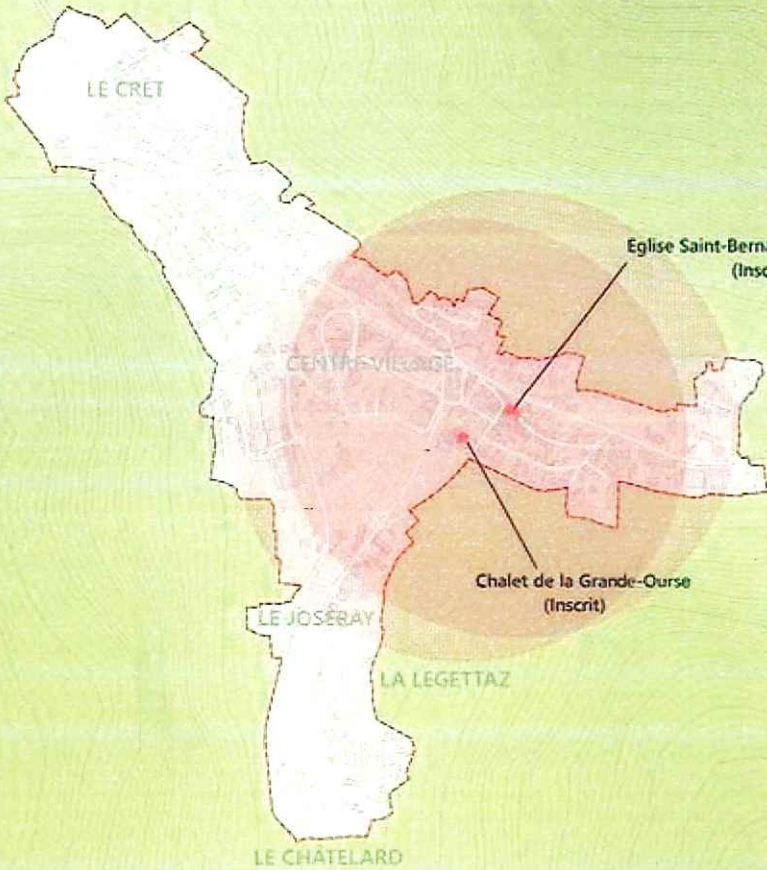 LE CRET
Église Saint-Berna
(Insc
CENTRE-VILLAGE
Chalet de la Grande-Ourse
(Inscrit)
LE JOSERAY
LA LEGETTAZ
LE CHÂTELARD